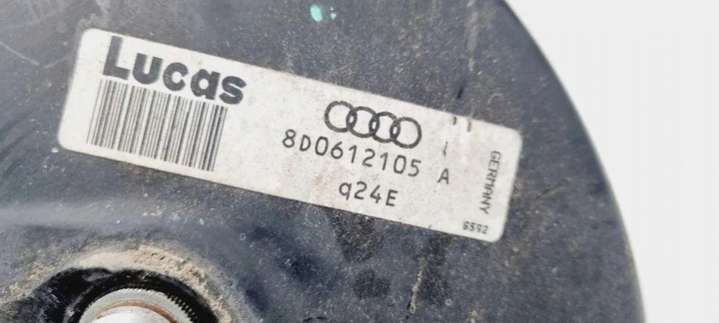 Lucas
8D0612105 A
q24E
GERMANY